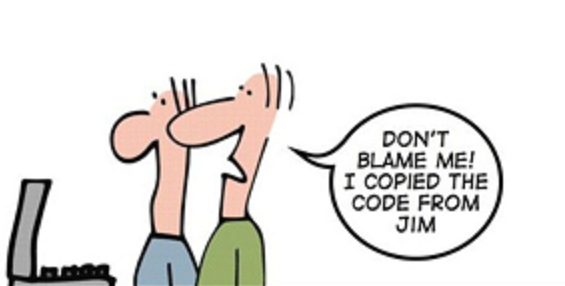 DON'T
BLAME ME!
I COPIED THE
CODE FROM
JIM